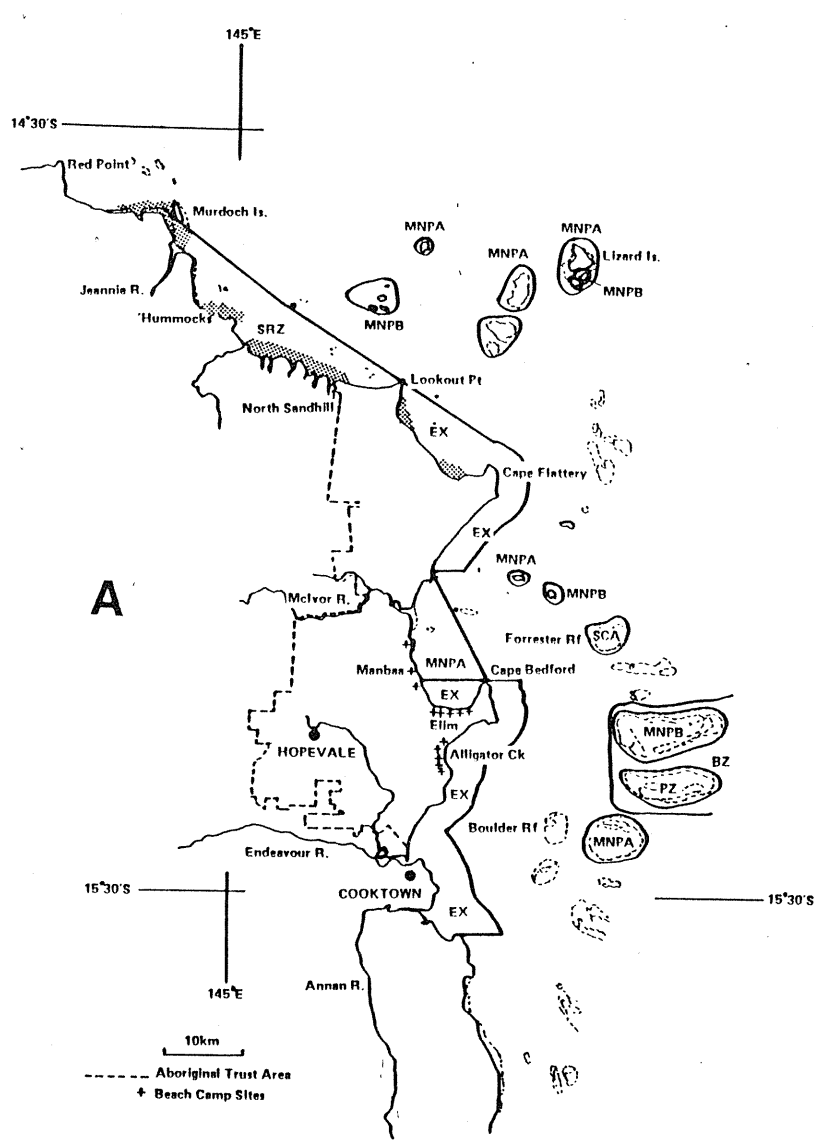 145°E
14°30'S
Red Point
Murdoch Is.
MNPA
MNPA
MNPA
Lizard Is.
MNPB
Jeannie R.
MNPB
'Hummocks
SRZ
Lookout Pt
North Sandhill
EX
Cape Flattery
EX
MNPA
A
McIvor R.
MNPB
Forrester Rf
SCA
Manbaa
MNPA
Cape Bedford
EX
Elim
MNPB
HOPEVALE
Alligator Ck
BZ
PZ
EX
Boulder Rf
MNPA
Endeavour R.
15°30'S
COOKTOWN
15°30'S
EX
Annan R.
145°E
10km
Aboriginal Trust Area
+ Beach Camp Sites